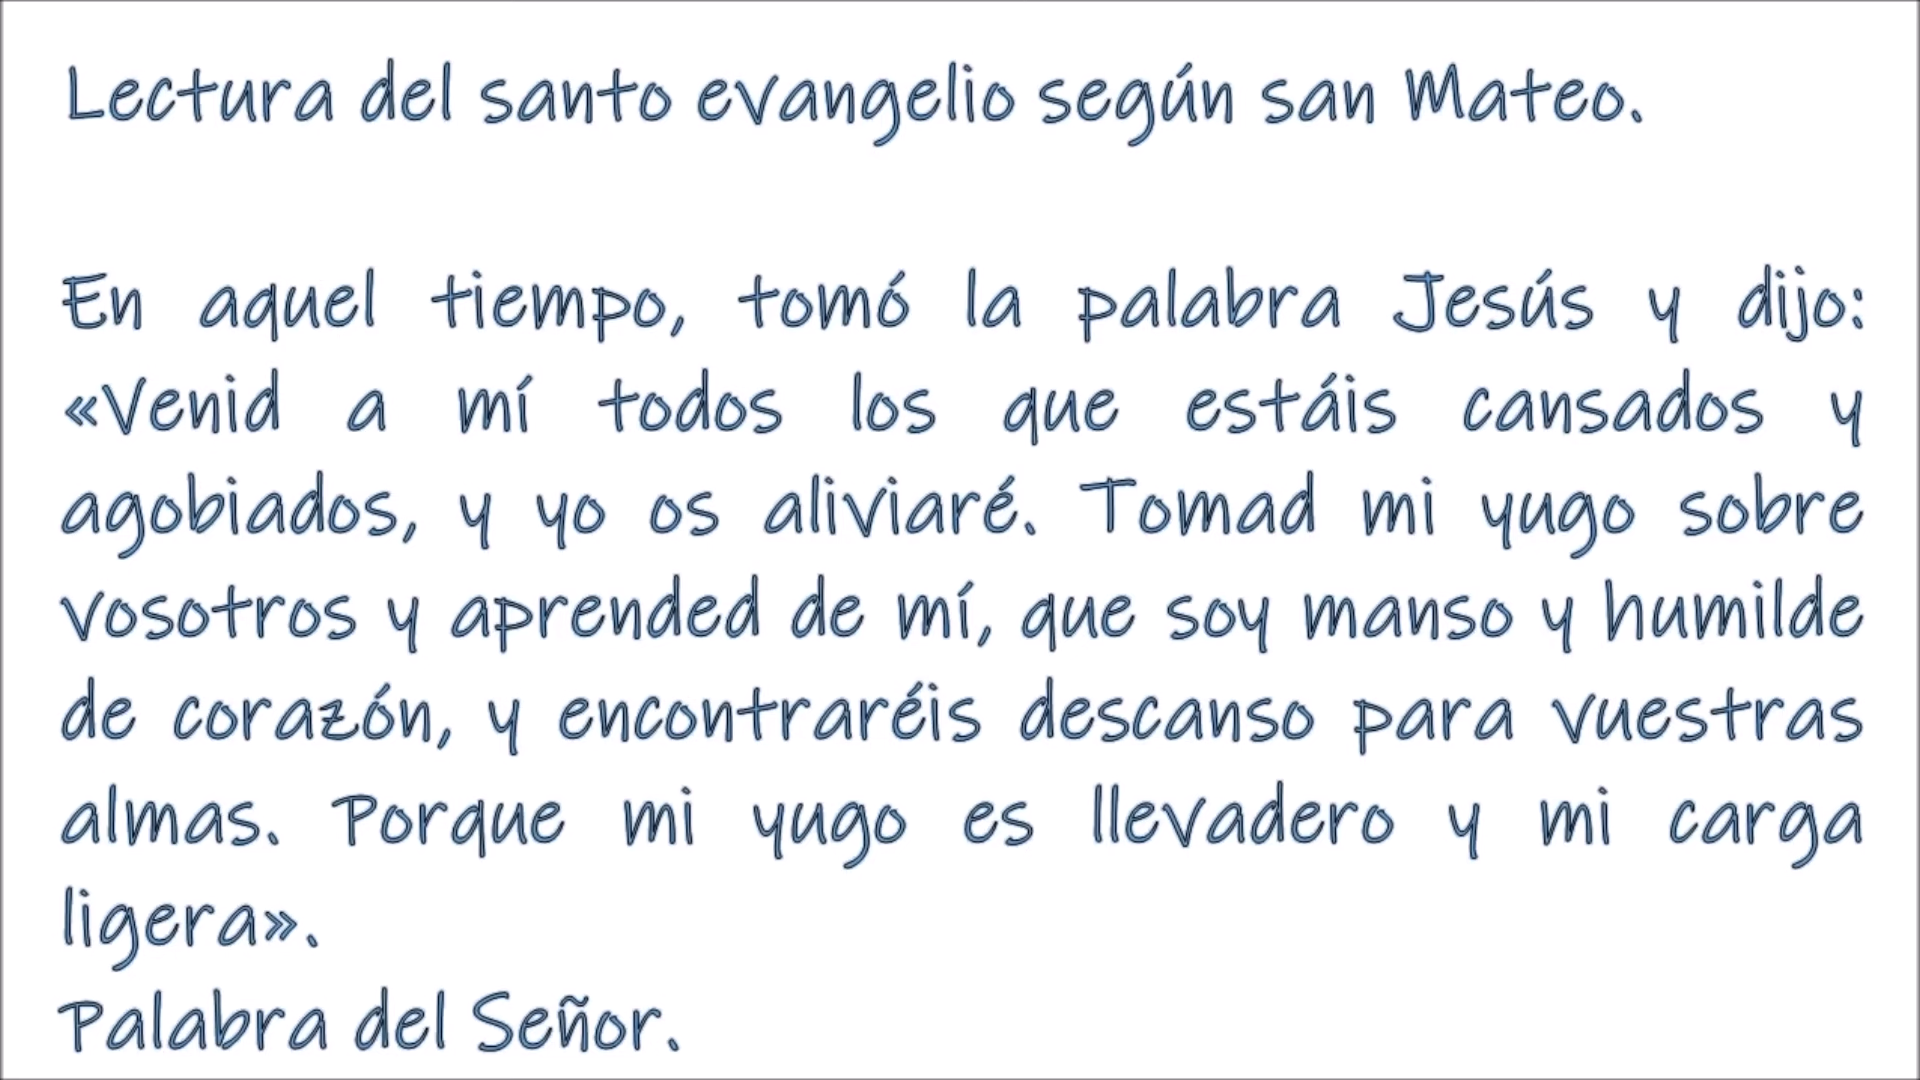 Lectura del santo evangelio según san Mateo.
En aquel tiempo, tomó la palabra Jesús y dijo:
«Venid a mí todos los que estáis cansados y
agobiados, y yo os aliviaré. Tomad mi yugo sobre
vosotros y aprended de mí, que soy manso y humilde
de corazón, y encontraréis descanso para vuestras
almas. Porque mi yugo es llevadero y mi carga
ligera».
Palabra del Señor.